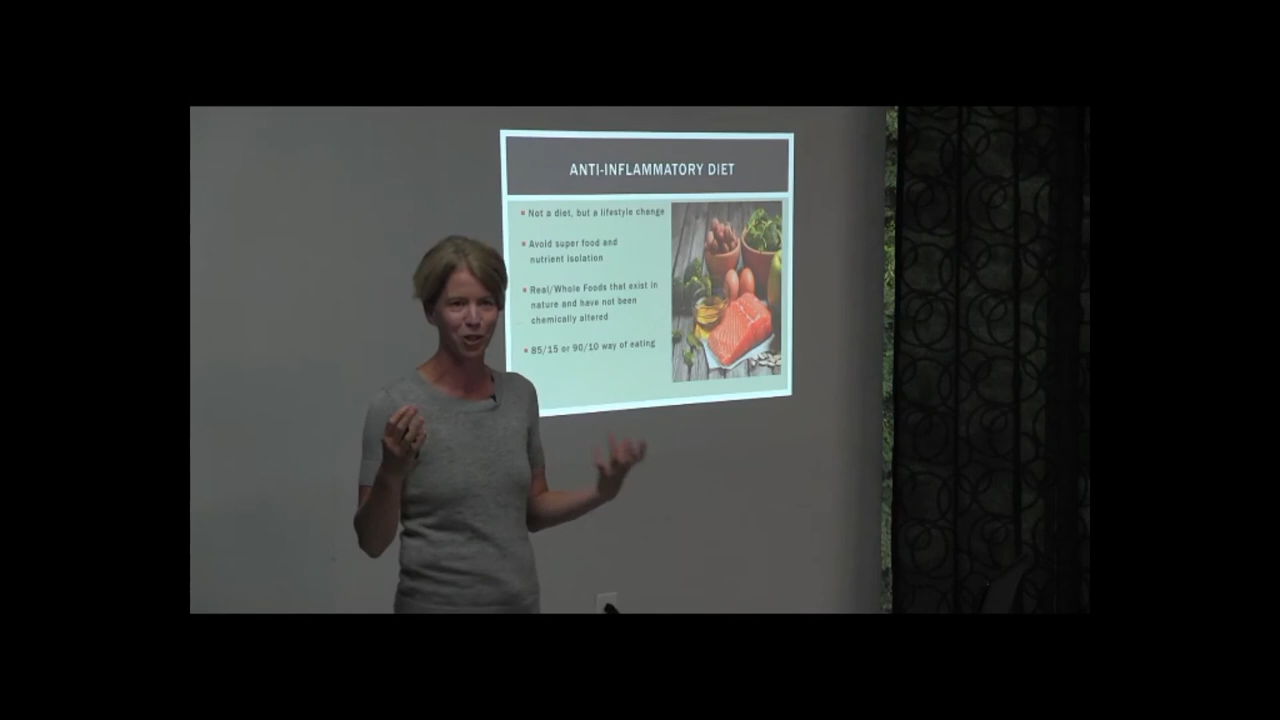 ANTI-INFLAMMATORY DIET
▪ Not a diet, but a lifestyle change
▪ Avoid super food and
nutrient isolation
▪ Real/Whole Foods that exist in
nature and have not been
chemically altered
▪ 85/15 or 90/10 way of eating